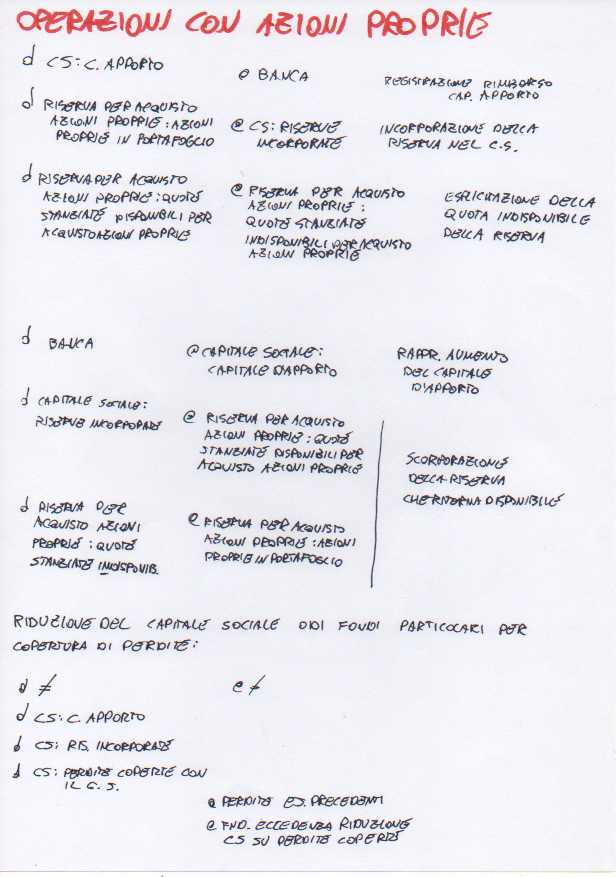 OPERAZIONI CON AZIONI PROPRIE
d CS: C. APPORTO
@ BANCA
REGISTRAZIONE RIMBORSO
CAP. APPORTO
d RISERVA PER ACQUISTO
AZIONI PROPRIE: AZIONI
PROPRIE IN PORTAFOGLIO
@ CS: RISERVE
INCORPORATE
INCORPORAZIONE DELLA
RISERVA NEL C.S.
d RISERVA PER ACQUISTO
AZIONI PROPRIE: QUOTE
STANZIATE DISPONIBILI PER
ACQUISTO AZIONI PROPRIE
@ RISERVA PER ACQUISTO
AZIONI PROPRIE:
QUOTE STANZIATE
INDISPONIBILI PER ACQUISTO
AZIONI PROPRIE
ESPLICITAZIONE DELLA
QUOTA INDISPONIBILE
DELLA RISERVA
d BANCA
@ CAPITALE SOCIALE:
CAPITALE D'APPORTO
RAPPR. AUMENTO
DEL CAPITALE
D'APPORTO
d CAPITALE SOCIALE:
RISERVE INCORPORATE
@ RISERVA PER ACQUISTO
AZIONI PROPRIE: QUOTE
STANZIATE DISPONIBILI PER
ACQUISTO AZIONI PROPRIE
SCORPORAZIONE
DELLA RISERVA
CHE RITORNA DISPONIBILE
d RISERVA PER
ACQUISTO AZIONI
PROPRIE: QUOTE
STANZIATE INDISPONIB.
@ RISERVA PER ACQUISTO
AZIONI PROPRIE: AZIONI
PROPRIE IN PORTAFOGLIO
RIDUZIONE DEL CAPITALE SOCIALE O DI FONDI PARTICOLARI PER
COPERTURA DI PERDITE:
d ≠
@ ≠
d CS: C. APPORTO
d CS: RIS. INCORPORATE
d CS: PERDITE COPERTE CON
IL C.S.
@ PERDITE ES. PRECEDENTI
@ FND. ECCEDENZA RIDUZIONE
CS SU PERDITE COPERTE